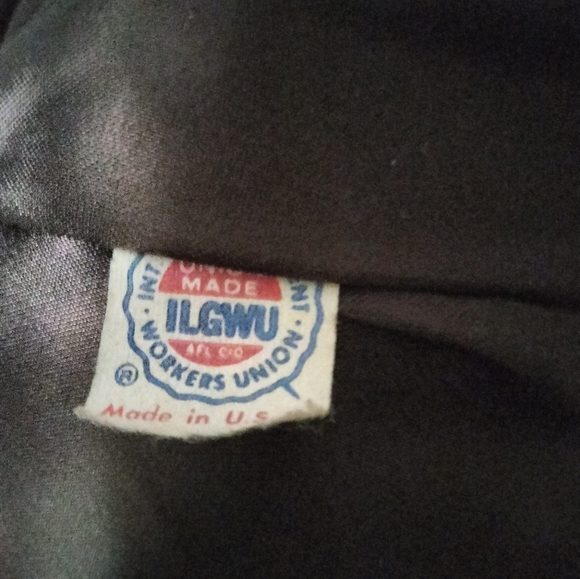 MADE
ILGWU
AFL CIO
WORKERS UNION
®
Made in U.S